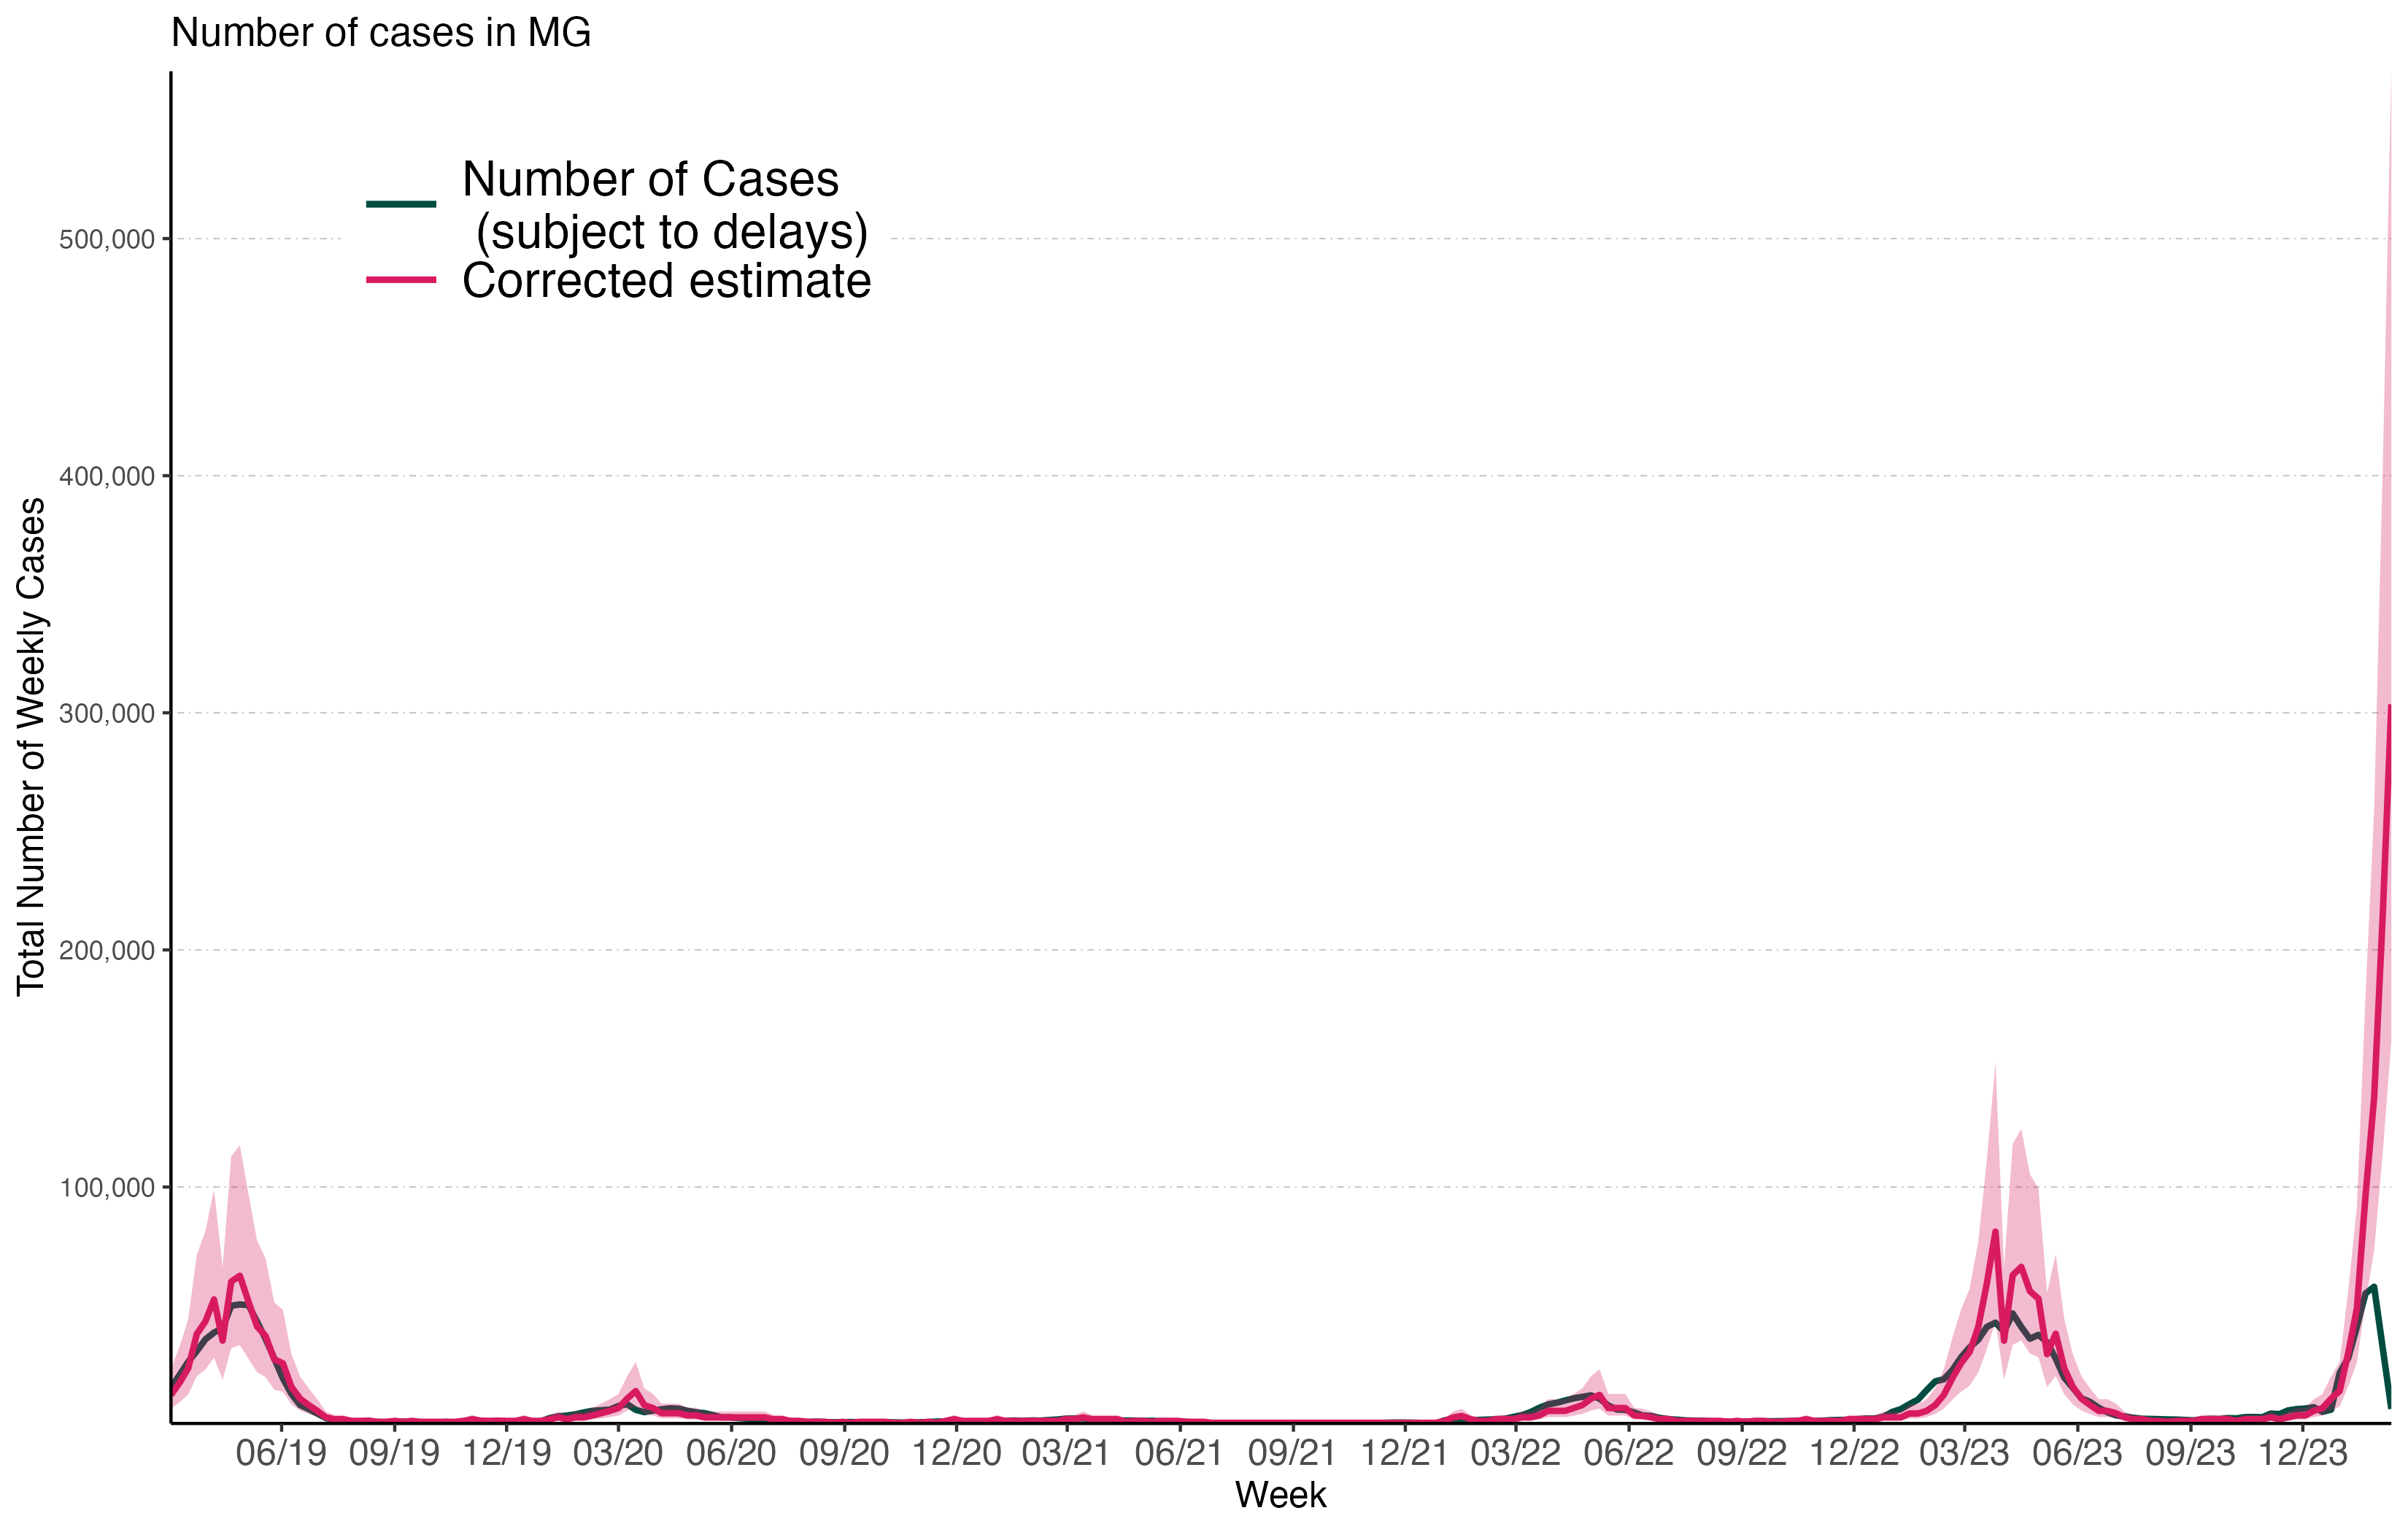 Number of cases in MG
Number of Cases
(subject to delays)
Corrected estimate
Total Number of Weekly Cases
500,000
400,000
300,000
200,000
100,000
06/19 09/19 12/19 03/20 06/20 09/20 12/20 03/21 06/21 09/21 12/21 03/22 06/22 09/22 12/22 03/23 06/23 09/23 12/23
Week